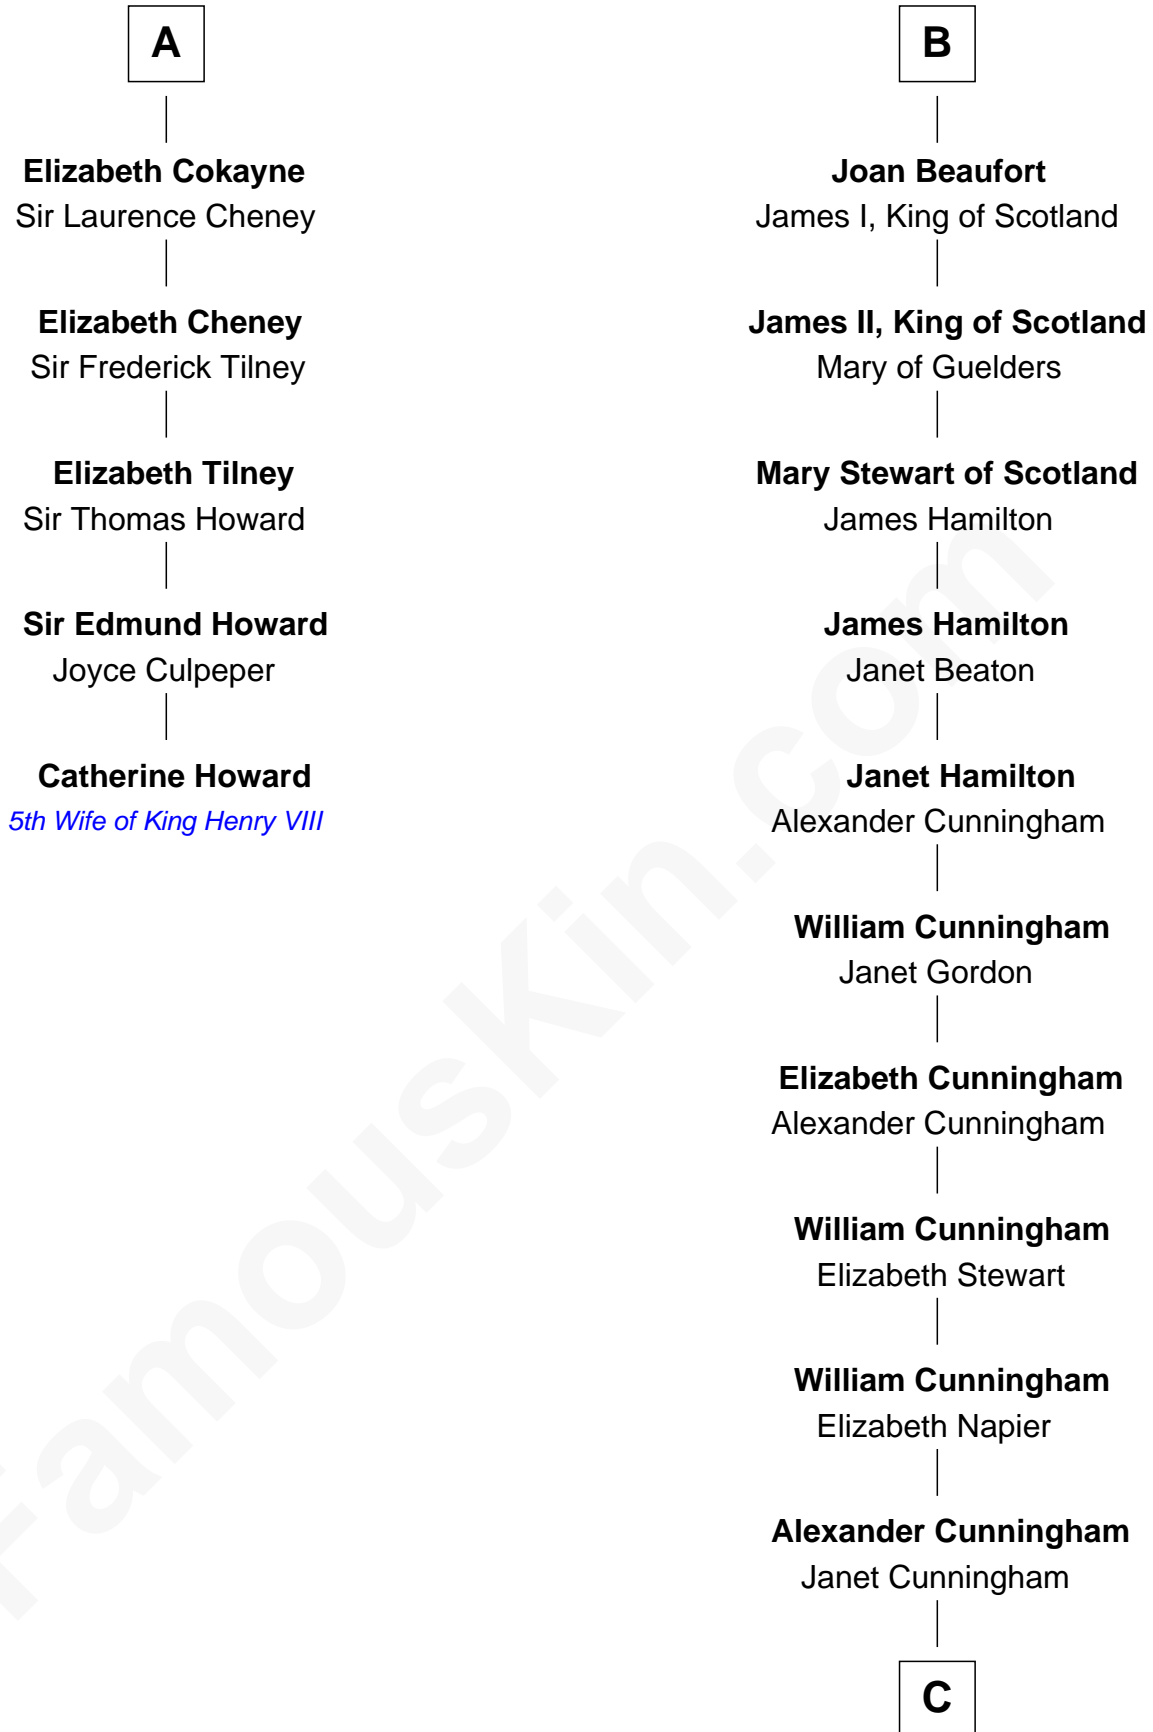 A
Elizabeth Cokayne
Sir Laurence Cheney
Elizabeth Cheney
Sir Frederick Tilney
Elizabeth Tilney
Sir Thomas Howard
Sir Edmund Howard
Joyce Culpeper
Catherine Howard
5th Wife of King Henry VIII
B
Joan Beaufort
James I, King of Scotland
James II, King of Scotland
Mary of Guelders
Mary Stewart of Scotland
James Hamilton
James Hamilton
Janet Beaton
Janet Hamilton
Alexander Cunningham
William Cunningham
Janet Gordon
Elizabeth Cunningham
Alexander Cunningham
William Cunningham
Elizabeth Stewart
William Cunningham
Elizabeth Napier
Alexander Cunningham
Janet Cunningham
C
FamousKin.com